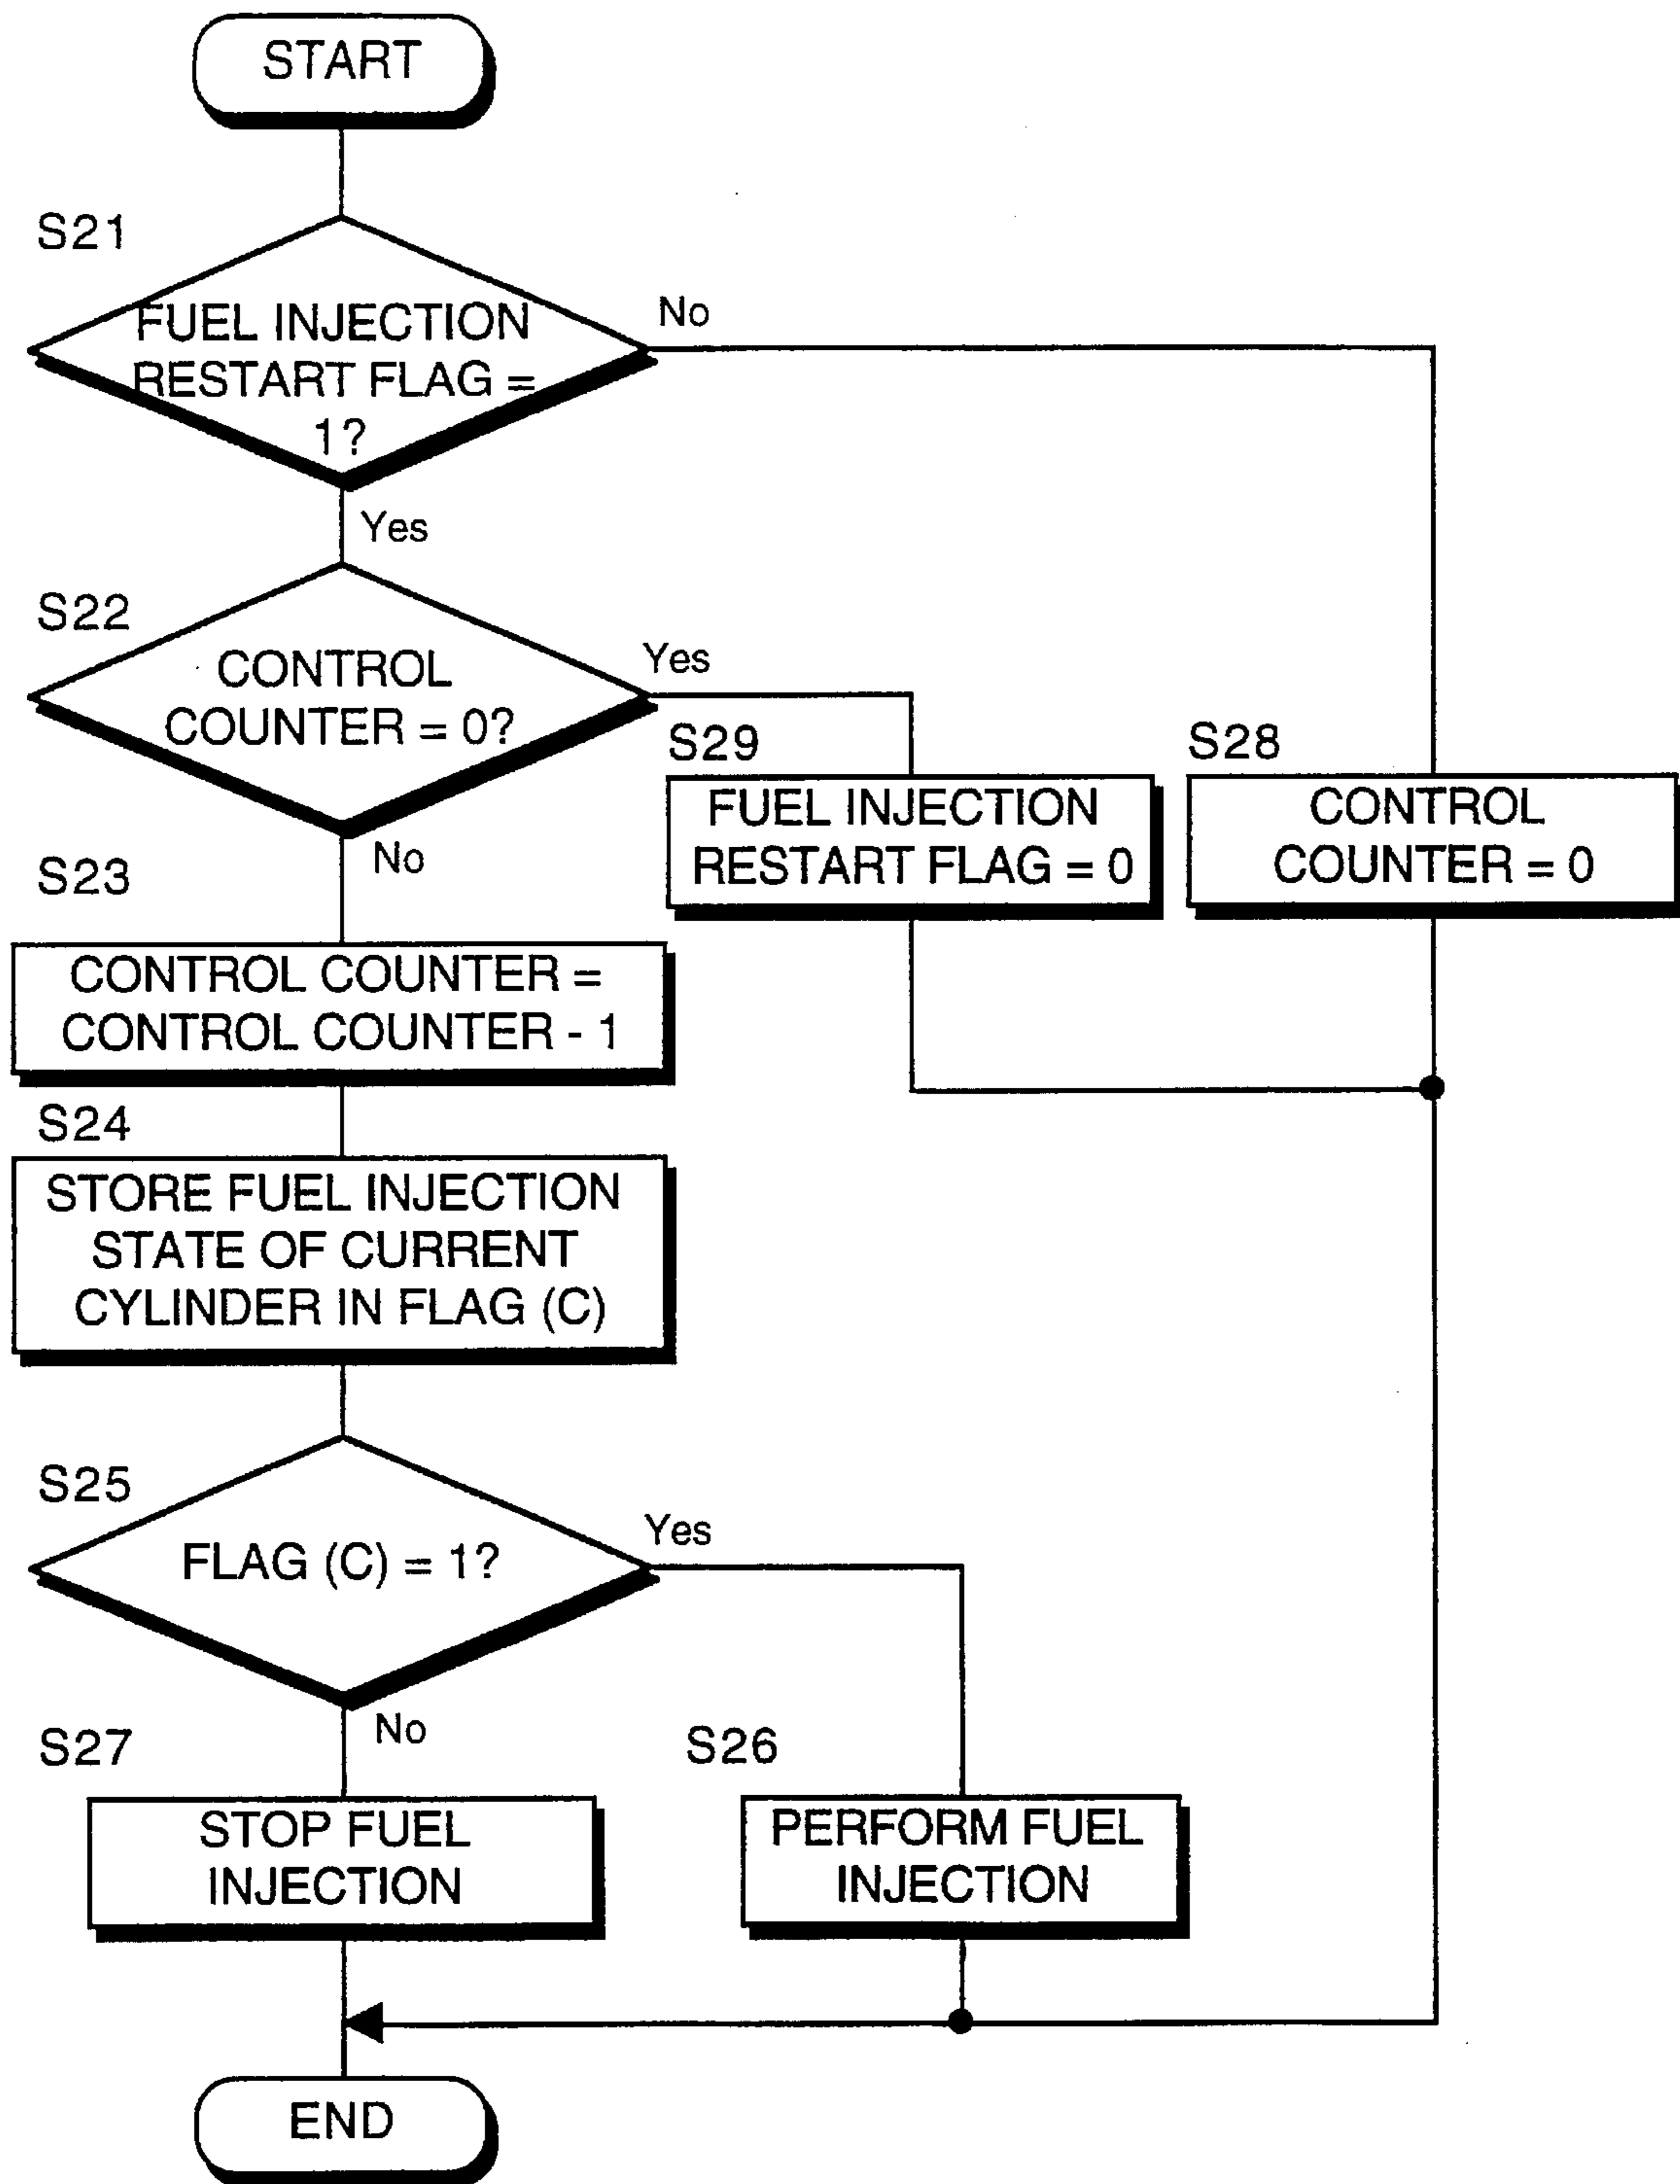 START
S21
FUEL INJECTION
RESTART FLAG =
1?
No
Yes
S22
CONTROL
COUNTER = 0?
Yes
No
S29
FUEL INJECTION
RESTART FLAG = 0
S28
CONTROL
COUNTER = 0
S23
CONTROL COUNTER =
CONTROL COUNTER - 1
S24
STORE FUEL INJECTION
STATE OF CURRENT
CYLINDER IN FLAG (C)
S25
FLAG (C) = 1?
Yes
No
S27
STOP FUEL
INJECTION
S26
PERFORM FUEL
INJECTION
END